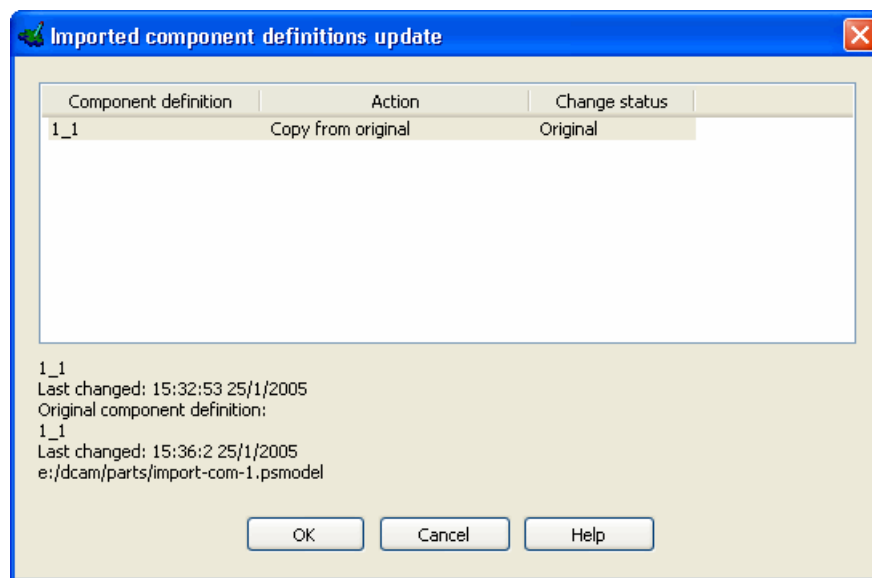 Imported component definitions update
Component definition Action Change status
1_1 Copy from original Original
1_1
Last changed: 15:32:53 25/1/2005
Original component definition:
1_1
Last changed: 15:36:2 25/1/2005
e:/dcam/parts/import-com-1.psmodel
OK Cancel Help